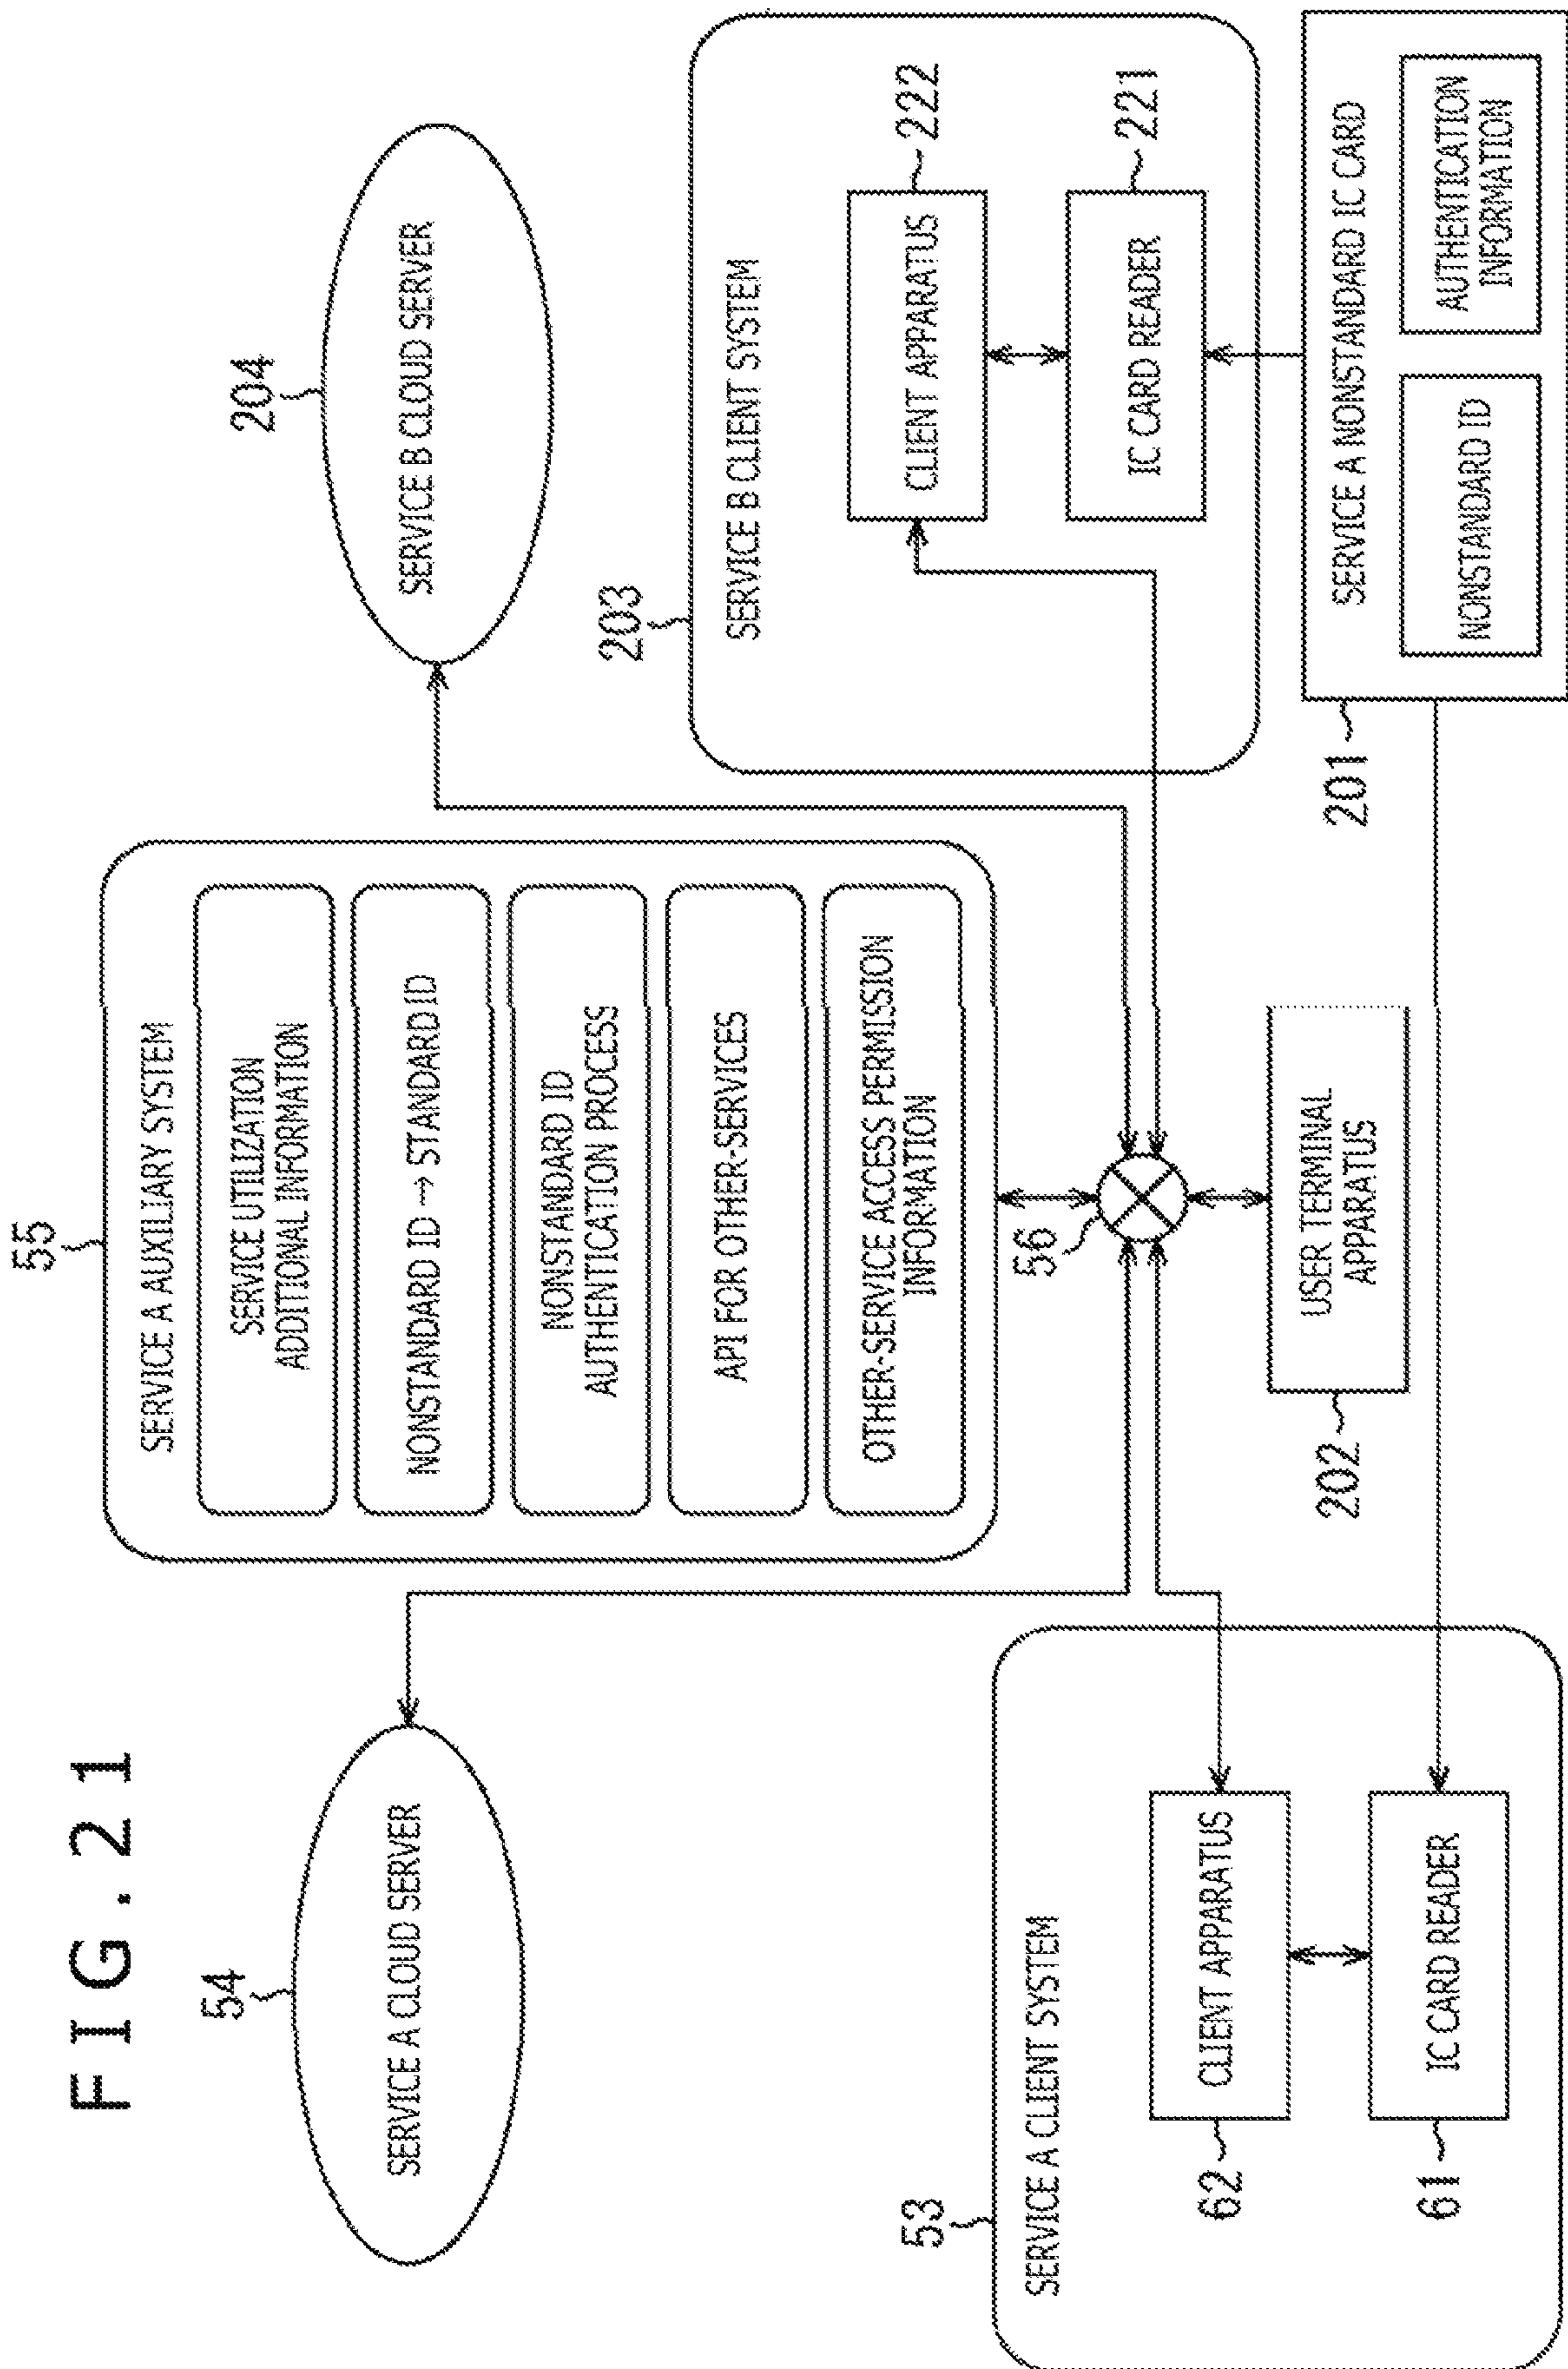 FIG.21
54
SERVICE A CLOUD SERVER
55
SERVICE A AUXILIARY SYSTEM
SERVICE UTILIZATION
ADDITIONAL INFORMATION
NONSTANDARD ID → STANDARD ID
NONSTANDARD ID
AUTHENTICATION PROCESS
API FOR OTHER-SERVICES
OTHER-SERVICE ACCESS PERMISSION
INFORMATION
204
SERVICE B CLOUD SERVER
53
SERVICE A CLIENT SYSTEM
62
CLIENT APPARATUS
61
IC CARD READER
56
202
USER TERMINAL
APPARATUS
203
SERVICE B CLIENT SYSTEM
CLIENT APPARATUS
222
IC CARD READER
221
201
SERVICE A NONSTANDARD IC CARD
NONSTANDARD ID
AUTHENTICATION
INFORMATION